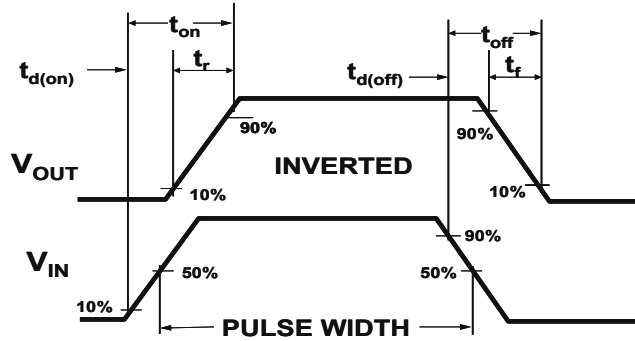 t_on
t_off
t_d(on)
t_r
t_d(off)
t_f
90%
90%
V_OUT
INVERTED
10%
10%
90%
V_IN
50%
50%
10%
PULSE WIDTH